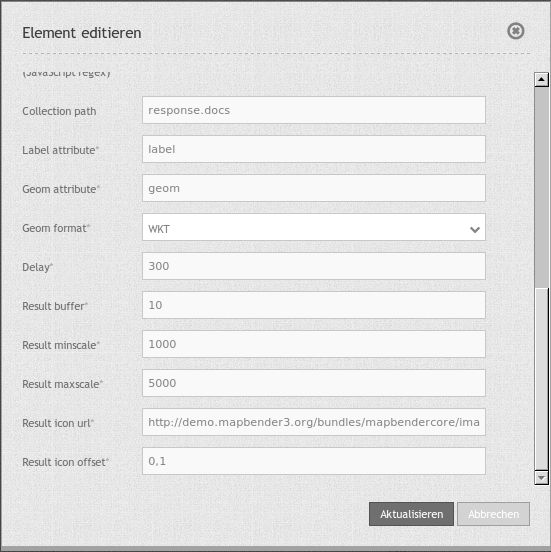 Element editieren
(JavaScript regex)
Collection path response.docs
Label attribute* label
Geom attribute* geom
Geom format* WKT
Delay* 300
Result buffer* 10
Result minscale* 1000
Result maxscale* 5000
Result icon url* http://demo.mapbender3.org/bundles/mapbendercore/ima
Result icon offset* 0,1
Aktualisieren Abbrechen